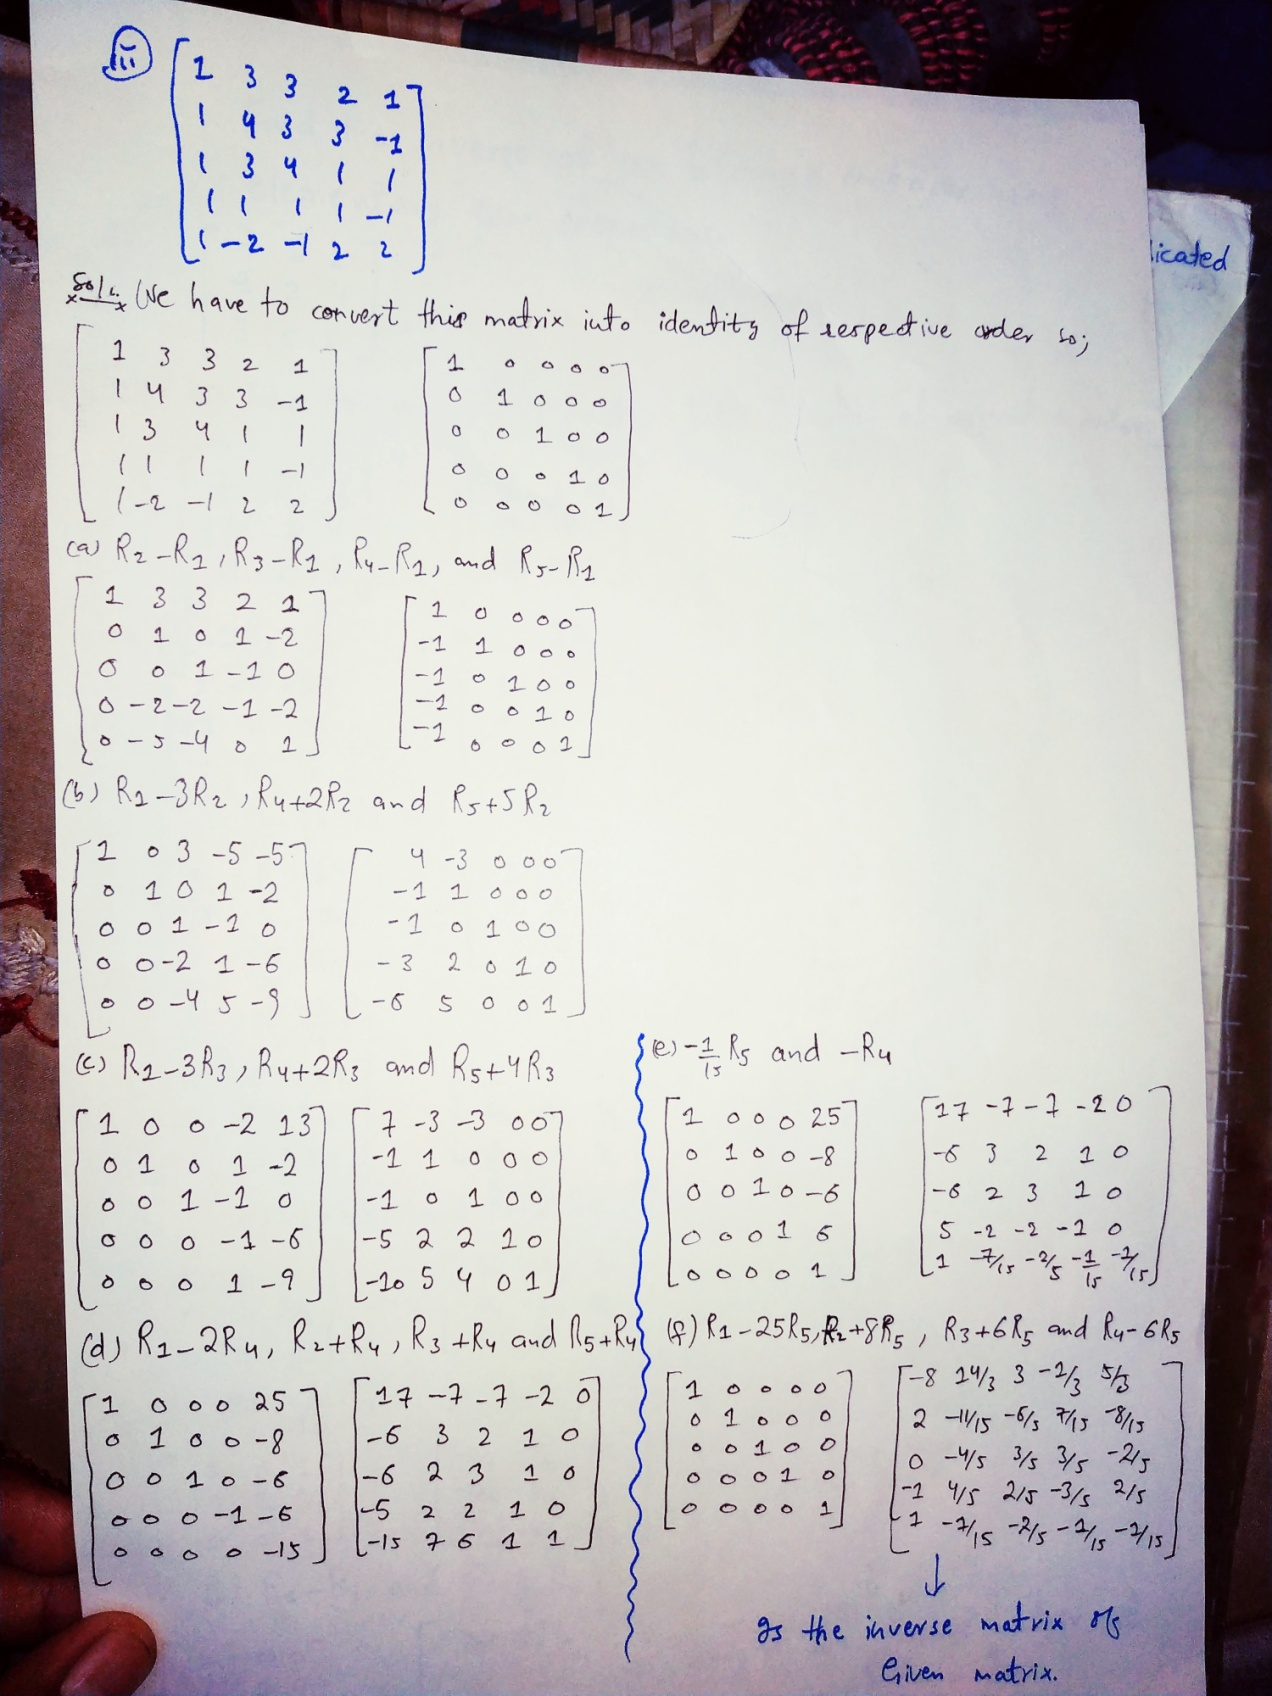 iii
1 3 3 2 1
1 4 3 3 -1
1 3 4 1 1
1 1 1 1 -1
1 -2 -1 2 2
Sol: We have to convert this matrix into identity of respective order so;
1 3 3 2 1 1 0 0 0 0
1 4 3 3 -1 0 1 0 0 0
1 3 4 1 1 0 0 1 0 0
1 1 1 1 -1 0 0 0 1 0
1 -2 -1 2 2 0 0 0 0 1
(a) R2-R1, R3-R1, R4-R1, and R5-R1
1 3 3 2 1 1 0 0 0 0
0 1 0 1 -2 -1 1 0 0 0
0 0 1 -1 0 -1 0 1 0 0
0 -2 -2 -1 -2 -1 0 0 1 0
0 -5 -4 0 1 -1 0 0 0 1
(b) R1-3R2, R4+2R2 and R5+5R2
1 0 3 -5 -5 4 -3 0 0 0
0 1 0 1 -2 -1 1 0 0 0
0 0 1 -1 0 -1 0 1 0 0
0 0 -2 1 -6 -3 2 0 1 0
0 0 -4 5 -9 -6 5 0 0 1
(c) R1-3R3, R4+2R3 and R5+4R3
1 0 0 -2 13 7 -3 -3 0 0
0 1 0 1 -2 -1 1 0 0 0
0 0 1 -1 0 -1 0 1 0 0
0 0 0 -1 -6 -5 2 2 1 0
0 0 0 1 -9 -10 5 4 0 1
(d) R1-2R4, R2+R4, R3+R4 and R5+R4
1 0 0 0 25 17 -7 -7 -2 0
0 1 0 0 -8 -6 3 2 1 0
0 0 1 0 -6 -6 2 3 1 0
0 0 0 -1 -6 -5 2 2 1 0
0 0 0 0 -15 -15 7 6 1 1
(e) -1/15 R5 and -R4
1 0 0 0 25 17 -7 -7 -2 0
0 1 0 0 -8 -6 3 2 1 0
0 0 1 0 -6 -6 2 3 1 0
0 0 0 1 6 5 -2 -2 -1 0
0 0 0 0 1 1 -7/15 -2/5 -1/15 -1/15
(f) R1-25R5, R2+8R5, R3+6R5 and R4-6R5
1 0 0 0 0 -8 14/3 3 -1/3 5/3
0 1 0 0 0 2 -11/15 -6/5 7/15 -8/15
0 0 1 0 0 0 -4/5 3/5 3/5 -2/5
0 0 0 1 0 -1 4/5 2/5 -3/5 2/5
0 0 0 0 1 1 -7/15 -2/5 -1/15 -1/15
Is the inverse matrix of
Given matrix.
licated